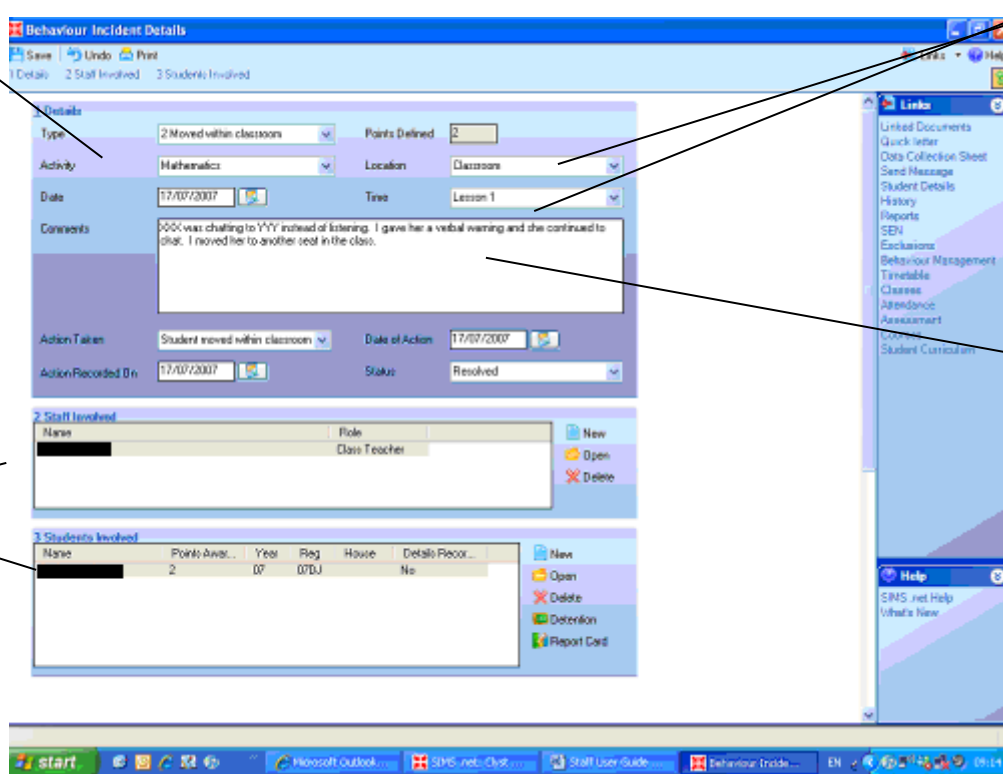 Behaviour Incident Details
Save Undo Print Links Help
1 Details 2 Staff Involved 3 Students Involved
1 Details
Type 2 Moved within classroom Points Defined 2
Activity Mathematics Location Classroom
Date 17/07/2007 Time Lesson 1
Comments XXX was chatting to YYY instead of listening. I gave her a verbal warning and she continued to
chat. I moved her to another seat in the class.
Action Taken Student moved within classroom Date of Action 17/07/2007
Action Recorded On 17/07/2007 Status Resolved
2 Staff Involved
Name Role
Class Teacher
New
Open
Delete
3 Students Involved
Name Points Awar... Year Reg House Details Recor...
2 07 07DJ No
New
Open
Delete
Detention
Report Card
Links
Linked Documents
Quick letter
Data Collection Sheet
Send Message
Student Details
History
Reports
SEN
Exclusions
Behaviour Management
Timetable
Classes
Attendance
Assessment
Courses
Student Curriculum
Help
SIMS .net Help
What's New
start Microsoft Outlook... SIMS .net: Clyst ... Staff User Guide ... Behaviour Incide... EN